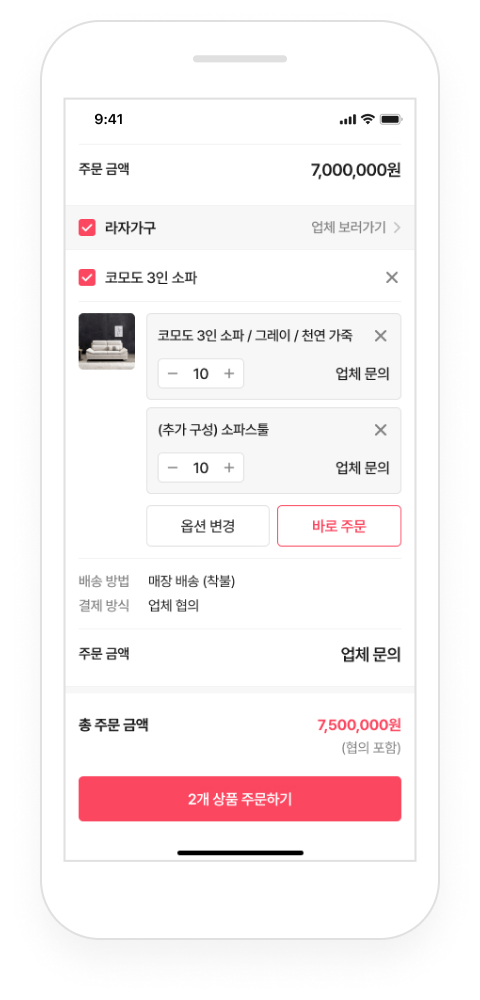 9:41
주문 금액 7,000,000원
라자가구 업체 보러가기
코모도 3인 소파
코모도 3인 소파 / 그레이 / 천연 가죽
10 업체 문의
(추가 구성) 소파스툴
10 업체 문의
옵션 변경 바로 주문
배송 방법 매장 배송 (착불)
결제 방식 업체 협의
주문 금액 업체 문의
총 주문 금액 7,500,000원
(협의 포함)
2개 상품 주문하기